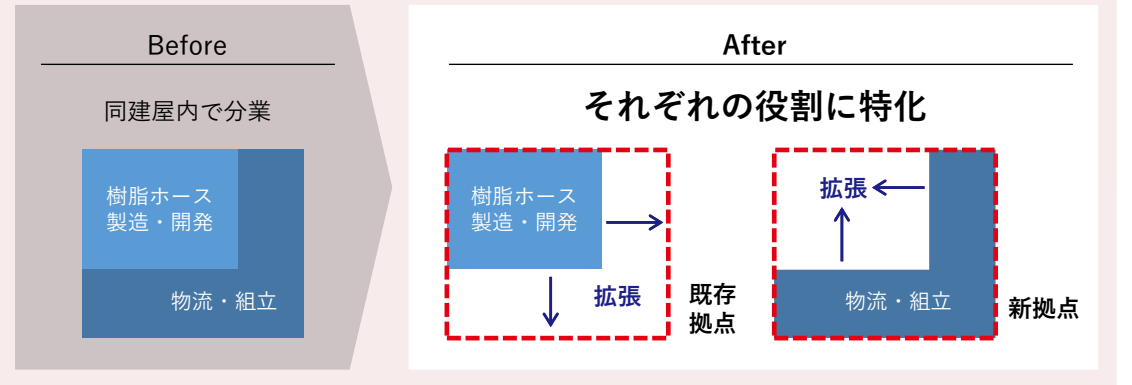 Before
同建屋内で分業
樹脂ホース
製造・開発
物流・組立
After
それぞれの役割に特化
樹脂ホース
製造・開発
拡張
既存
拠点
拡張
物流・組立
新拠点